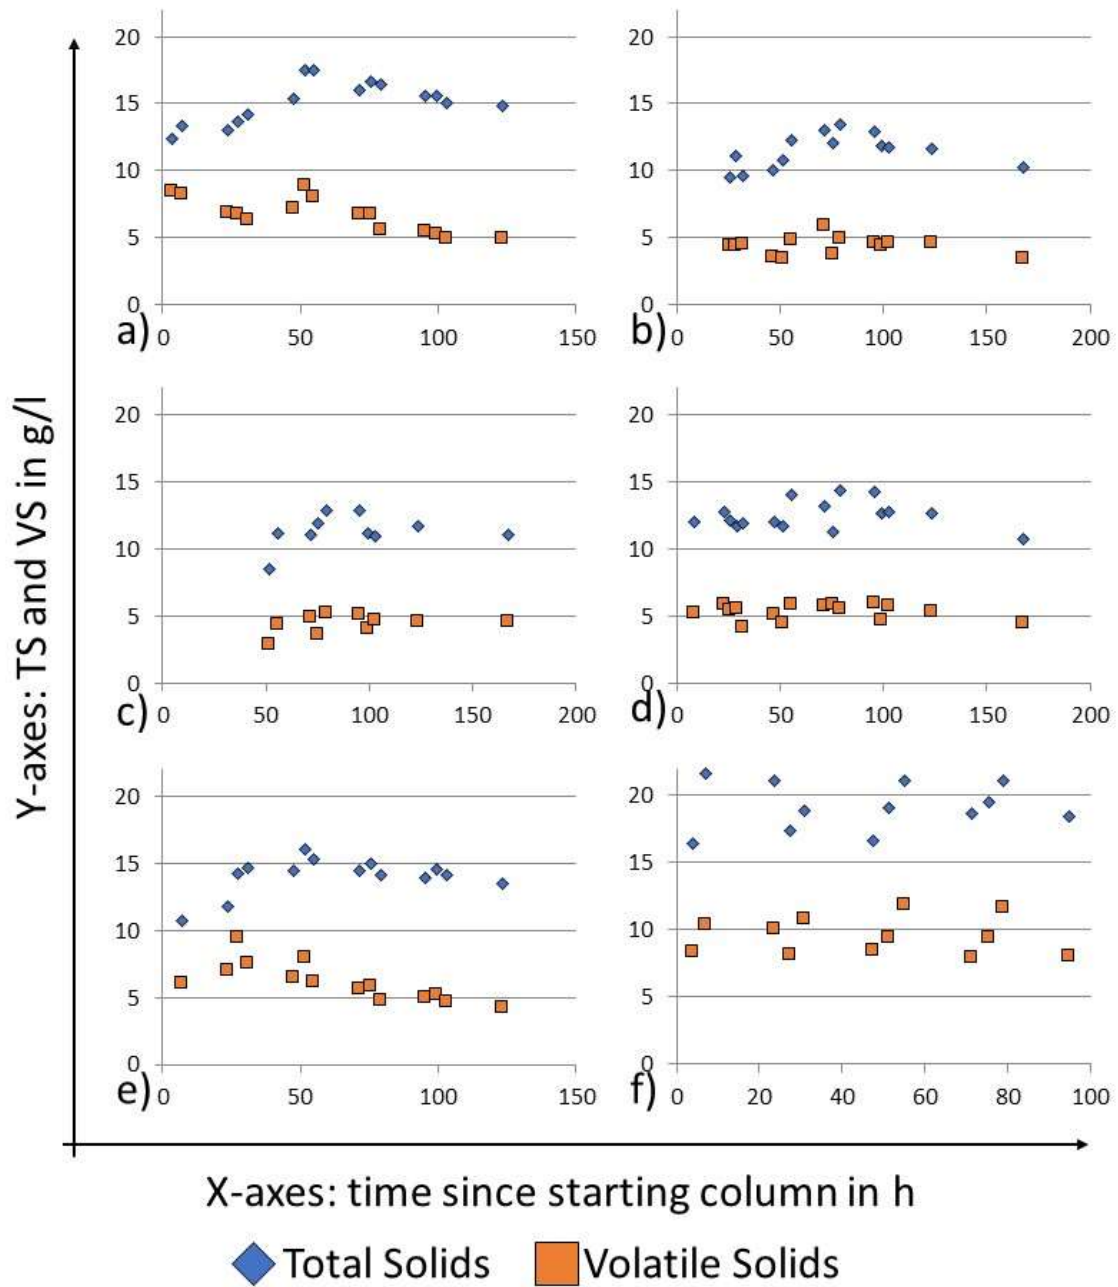 Y-axes: TS and VS in g/l
20 15 10 5 0
a) 0 50 100 150
20 15 10 5 0
b) 0 50 100 150 200
20 15 10 5 0
c) 0 50 100 150 200
20 15 10 5 0
d) 0 50 100 150 200
20 15 10 5 0
e) 0 50 100 150
20 15 10 5 0
f) 0 20 40 60 80 100
X-axes: time since starting column in h
Total Solids Volatile Solids